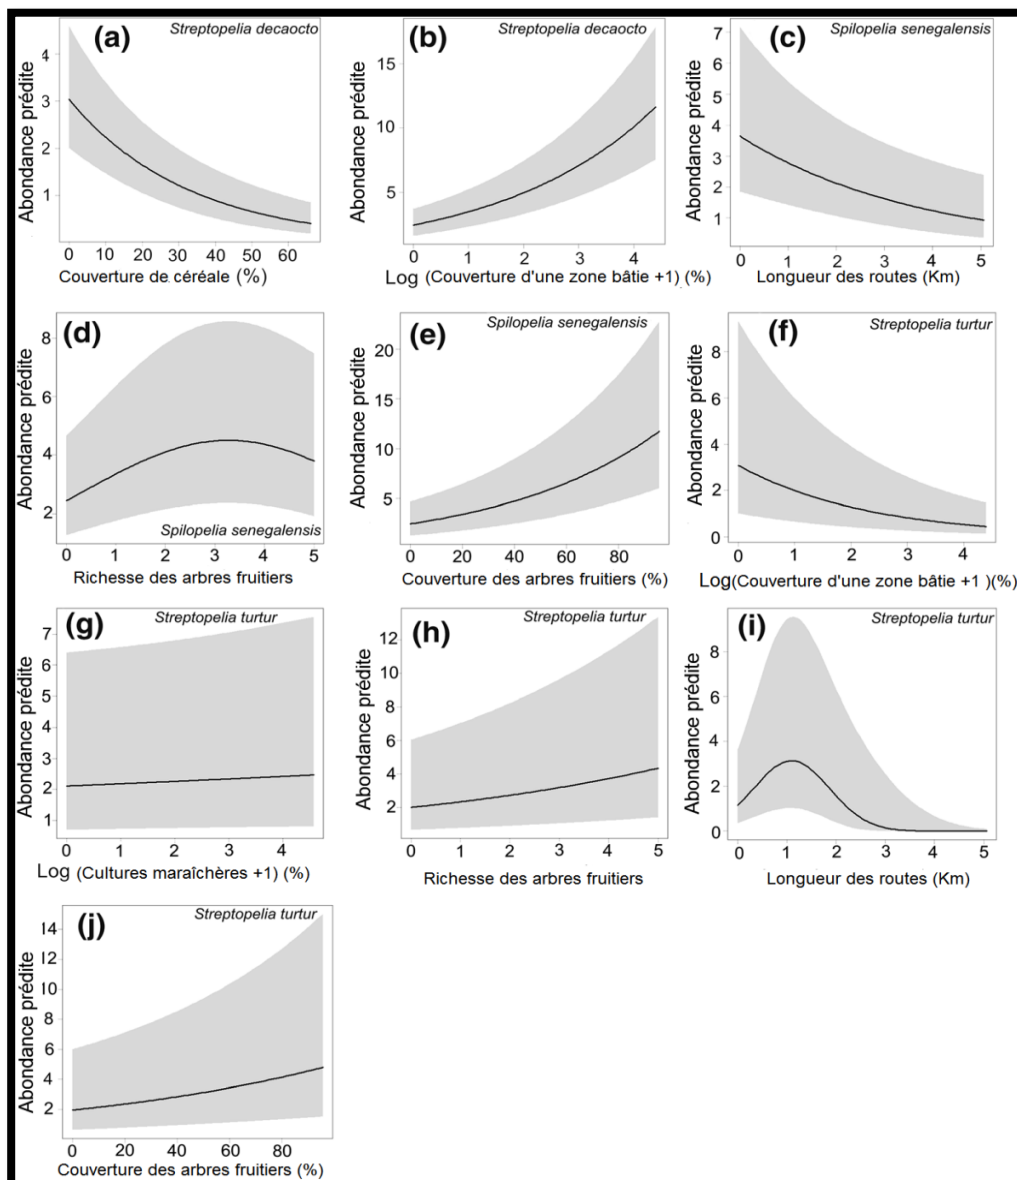 (a)
Streptopelia decaocto
Abondance prédite
4
3
2
1
0 10 20 30 40 50 60
Couverture de céréale (%)
(b)
Streptopelia decaocto
Abondance prédite
15
10
5
0 1 2 3 4
Log (Couverture d'une zone bâtie +1) (%)
(c)
Spilopelia senegalensis
Abondance prédite
7
6
5
4
3
2
1
0 1 2 3 4 5
Longueur des routes (Km)
(d)
Abondance prédite
8
6
4
2
Spilopelia senegalensis
0 1 2 3 4 5
Richesse des arbres fruitiers
(e)
Spilopelia senegalensis
Abondance prédite
20
15
10
5
0 20 40 60 80
Couverture des arbres fruitiers (%)
(f)
Streptopelia turtur
Abondance prédite
8
6
4
2
0
0 1 2 3 4
Log(Couverture d'une zone bâtie +1 )(%)
(g)
Streptopelia turtur
Abondance prédite
7
6
5
4
3
2
1
0 1 2 3 4
Log (Cultures maraîchères +1) (%)
(h)
Streptopelia turtur
Abondance prédite
12
10
8
6
4
2
0 1 2 3 4 5
Richesse des arbres fruitiers
(i)
Streptopelia turtur
Abondance prédite
8
6
4
2
0
0 1 2 3 4 5
Longueur des routes (Km)
(j)
Streptopelia turtur
Abondance prédite
14
12
10
8
6
4
2
0 20 40 60 80
Couverture des arbres fruitiers (%)